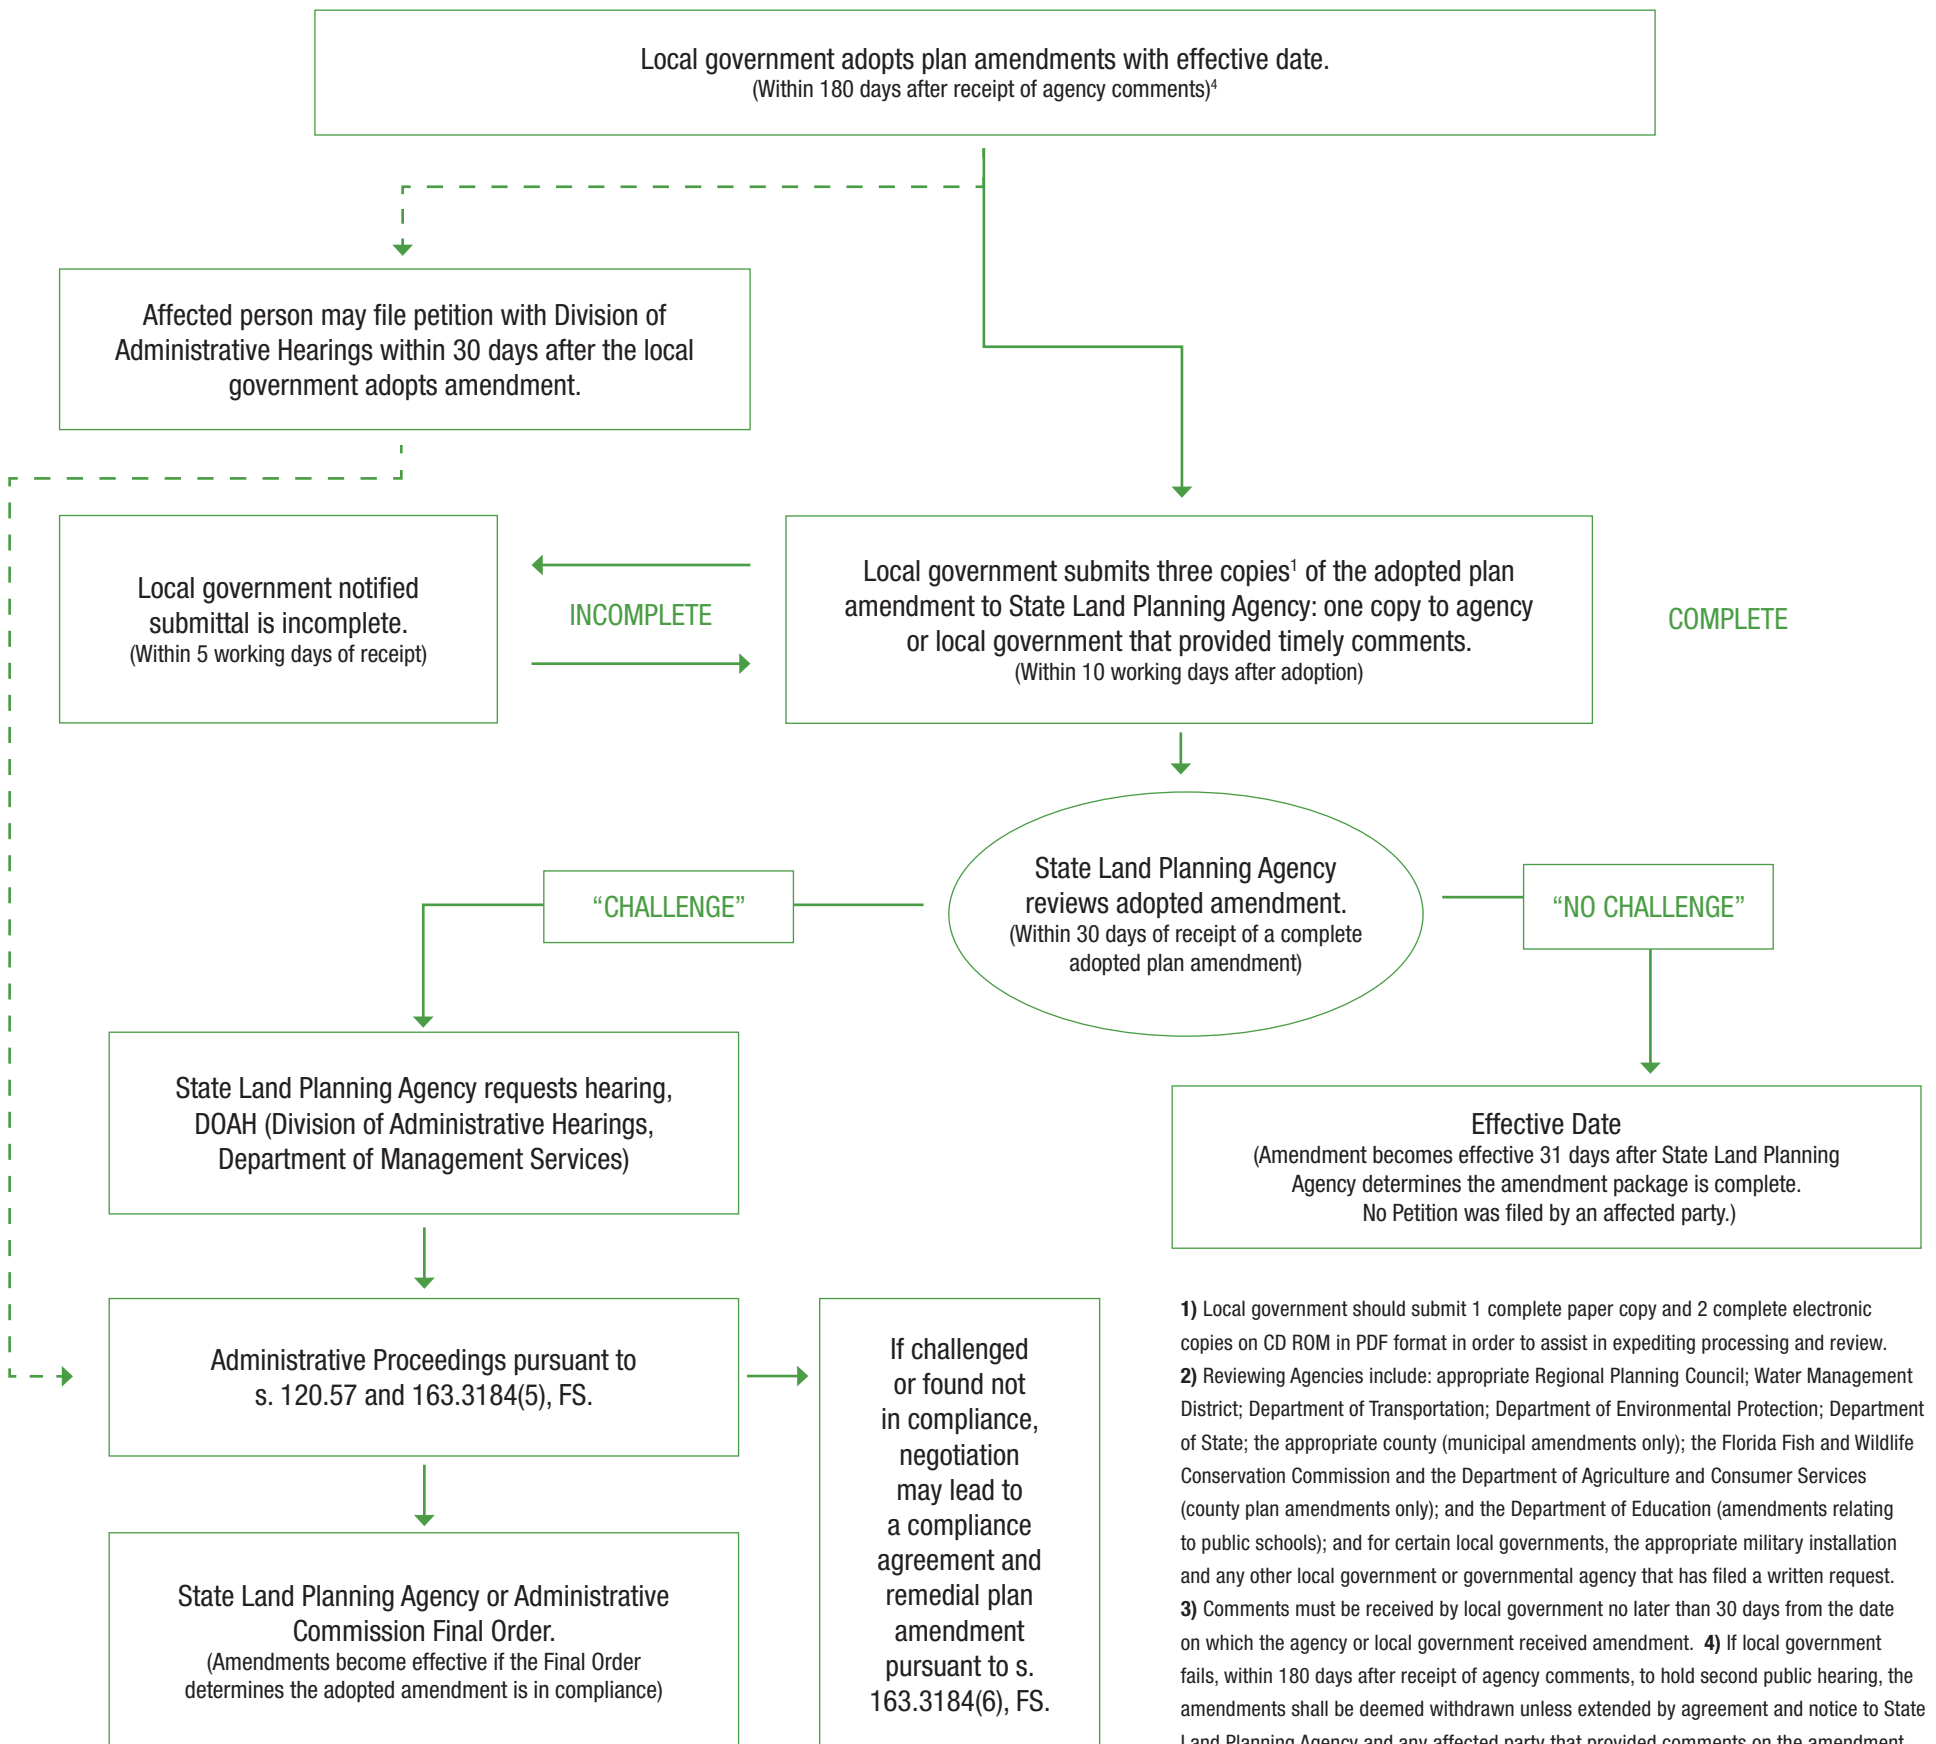 Local government adopts plan amendments with effective date.
(Within 180 days after receipt of agency comments)⁴
Affected person may file petition with Division of
Administrative Hearings within 30 days after the local
government adopts amendment.
Local government notified
submittal is incomplete.
(Within 5 working days of receipt)
INCOMPLETE
Local government submits three copies¹ of the adopted plan
amendment to State Land Planning Agency: one copy to agency
or local government that provided timely comments.
(Within 10 working days after adoption)
COMPLETE
State Land Planning Agency
reviews adopted amendment.
(Within 30 days of receipt of a complete
adopted plan amendment)
“CHALLENGE”
“NO CHALLENGE”
State Land Planning Agency requests hearing,
DOAH (Division of Administrative Hearings,
Department of Management Services)
Effective Date
(Amendment becomes effective 31 days after State Land Planning
Agency determines the amendment package is complete.
No Petition was filed by an affected party.)
Administrative Proceedings pursuant to
s. 120.57 and 163.3184(5), FS.
If challenged
or found not
in compliance,
negotiation
may lead to
a compliance
agreement and
remedial plan
amendment
pursuant to s.
163.3184(6), FS.
State Land Planning Agency or Administrative
Commission Final Order.
(Amendments become effective if the Final Order
determines the adopted amendment is in compliance)
1) Local government should submit 1 complete paper copy and 2 complete electronic
copies on CD ROM in PDF format in order to assist in expediting processing and review.
2) Reviewing Agencies include: appropriate Regional Planning Council; Water Management
District; Department of Transportation; Department of Environmental Protection; Department
of State; the appropriate county (municipal amendments only); the Florida Fish and Wildlife
Conservation Commission and the Department of Agriculture and Consumer Services
(county plan amendments only); and the Department of Education (amendments relating
to public schools); and for certain local governments, the appropriate military installation
and any other local government or governmental agency that has filed a written request.
3) Comments must be received by local government no later than 30 days from the date
on which the agency or local government received amendment. 4) If local government
fails, within 180 days after receipt of agency comments, to hold second public hearing, the
amendments shall be deemed withdrawn unless extended by agreement and notice to State
Land Planning Agency and any affected party that provided comments on the amendment